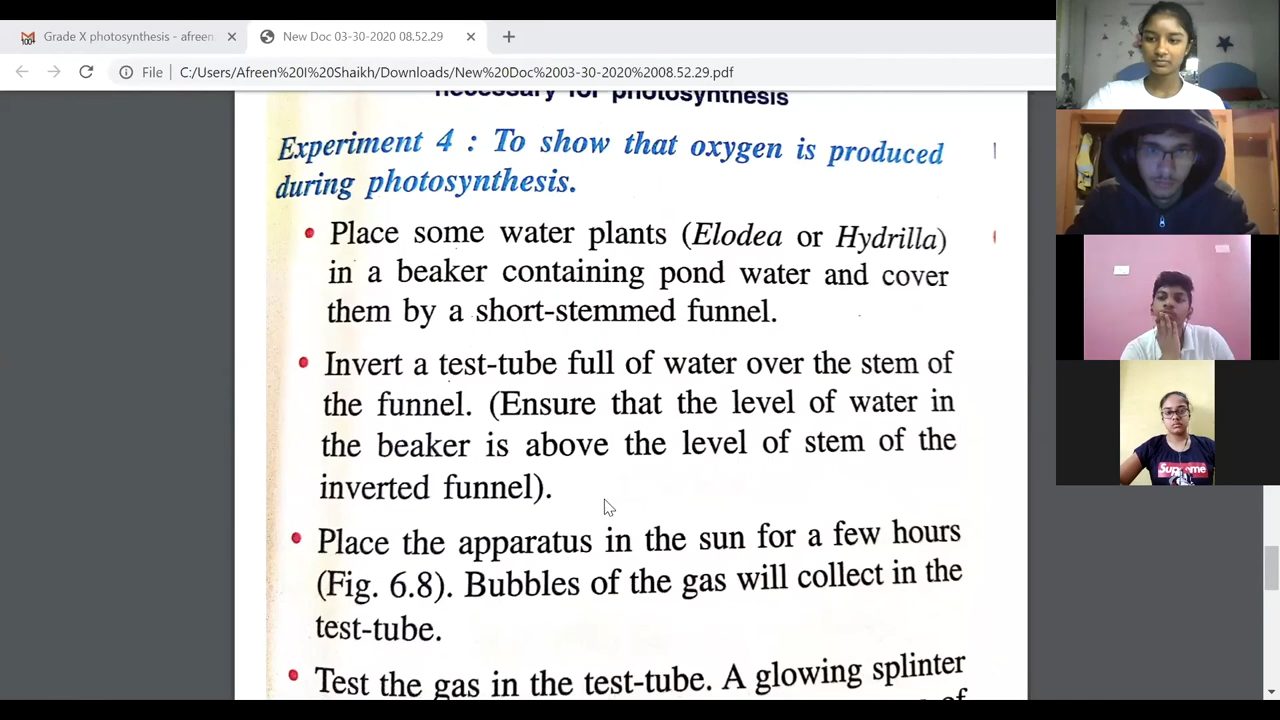 Grade X photosynthesis - afreen
New Doc 03-30-2020 08.52.29
File | C:/Users/Afreen%20I%20Shaikh/Downloads/New%20Doc%2003-30-2020%2008.52.29.pdf
necessary for photosynthesis
Experiment 4 : To show that oxygen is produced
during photosynthesis.
• Place some water plants (Elodea or Hydrilla)
in a beaker containing pond water and cover
them by a short-stemmed funnel.
• Invert a test-tube full of water over the stem of
the funnel. (Ensure that the level of water in
the beaker is above the level of stem of the
inverted funnel).
• Place the apparatus in the sun for a few hours
(Fig. 6.8). Bubbles of the gas will collect in the
test-tube.
• Test the gas in the test-tube. A glowing splinter
of
Supreme